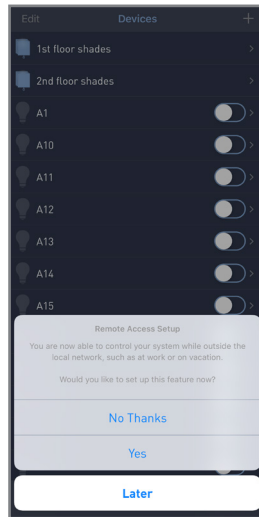 Edit Devices +
1st floor shades
2nd floor shades
A1
A10
A11
A12
A13
A14
A15
Remote Access Setup
You are now able to control your system while outside the
local network, such as at work or on vacation.
Would you like to set up this feature now?
No Thanks
Yes
Later